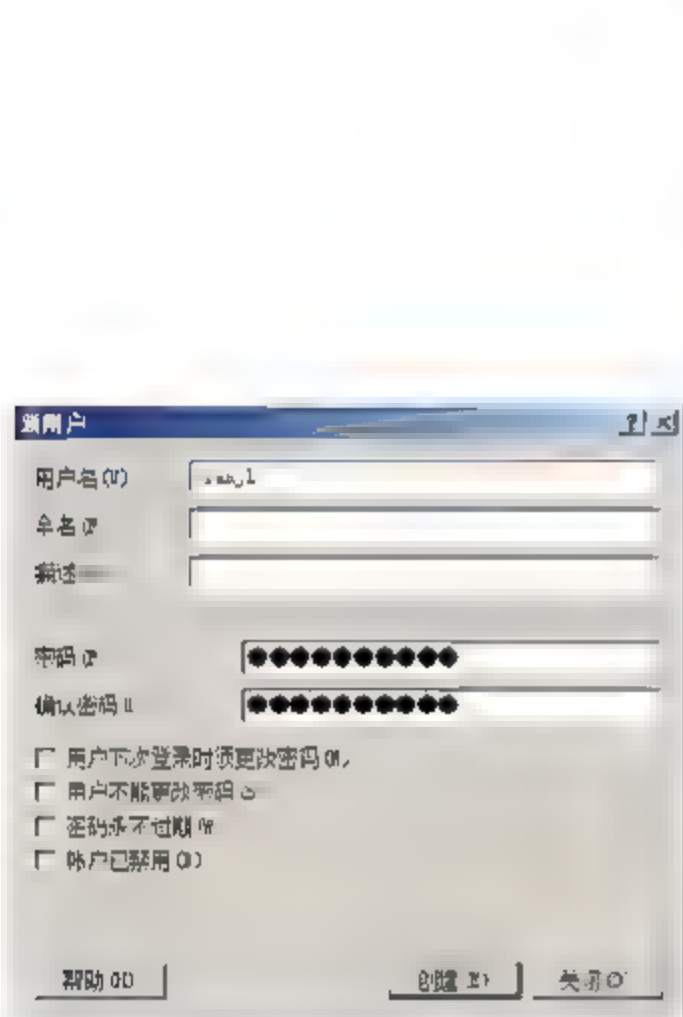 新建用户
? X
用户名(U)
全名(F)
描述
密码(P)
确认密码
用户下次登录时须更改密码(M)
用户不能更改密码(S)
密码永不过期(W)
帐户已禁用(B)
帮助(H)
创建(E) 关闭(O)